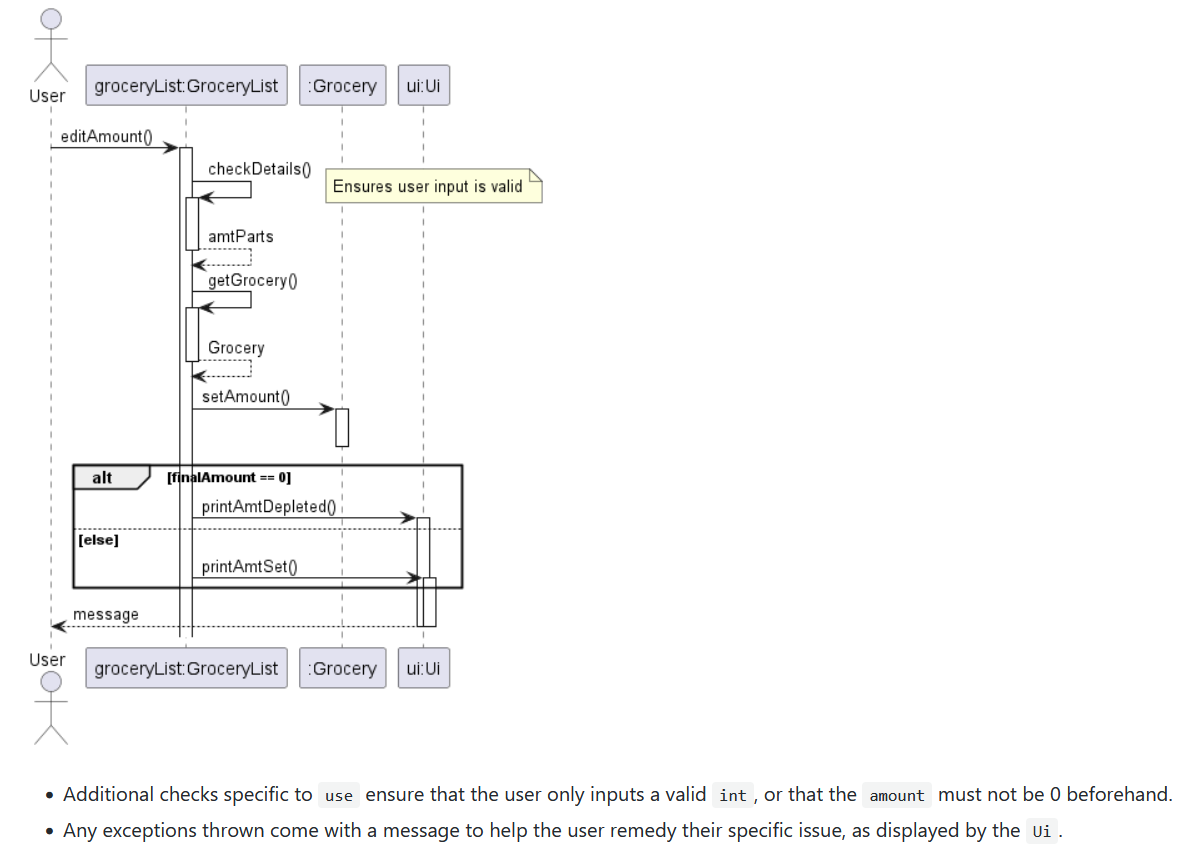 User
groceryList:GroceryList
:Grocery
ui:Ui
editAmount()
checkDetails()
Ensures user input is valid
amtParts
getGrocery()
Grocery
setAmount()
alt
[finalAmount == 0]
printAmtDepleted()
[else]
printAmtSet()
message
User
groceryList:GroceryList
:Grocery
ui:Ui
• Additional checks specific to use ensure that the user only inputs a valid int, or that the amount must not be 0 beforehand.
• Any exceptions thrown come with a message to help the user remedy their specific issue, as displayed by the Ui.